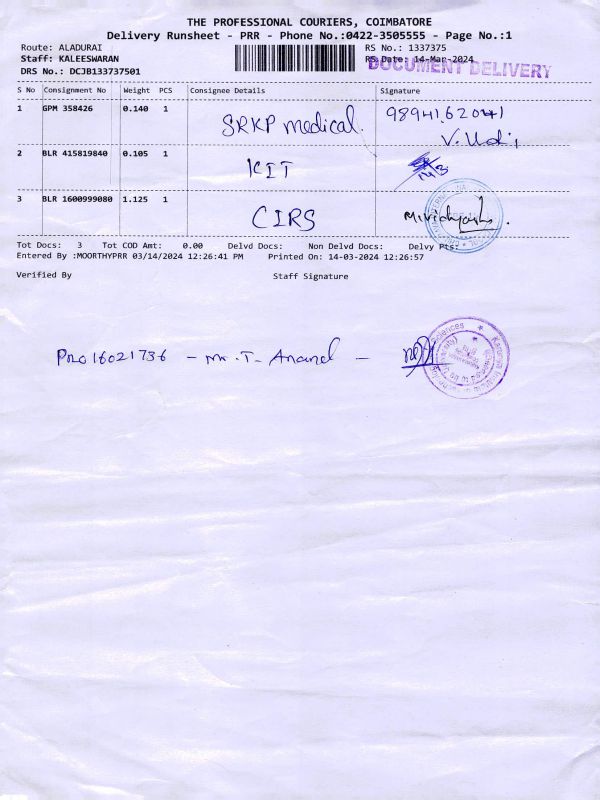 THE PROFESSIONAL COURIERS, COIMBATORE
Delivery Runsheet - PRR - Phone No.:0422-3505555 - Page No.:1
Route: ALADURAI RS No.: 1337375
Staff: KALEESWARAN RS Date: 14-Mar-2024
DOCUMENT DELIVERY
DRS No.: DCJB133737501
S No Consignment No Weight PCS Consignee Details Signature
1 GPM 358426 0.140 1 SRKP medical.
2 BLR 415819840 0.105 1 KIT
3 BLR 1600999080 1.125 1 CIRS
Tot Docs: 3 Tot COD Amt: 0.00 Delvd Docs: Non Delvd Docs: Delvy Pts:
Entered By :MOORTHYPRR 03/14/2024 12:26:41 PM Printed On: 14-03-2024 12:26:57
Verified By Staff Signature
16021736 - Mr. T. Anand -